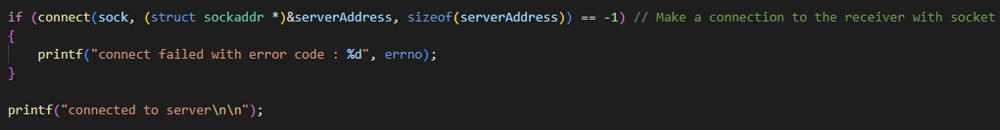 if (connect(sock, (struct sockaddr *)&serverAddress, sizeof(serverAddress)) == -1) // Make a connection to the receiver with socket
{
    printf("connect failed with error code : %d", errno);
}
printf("connected to server\n\n");